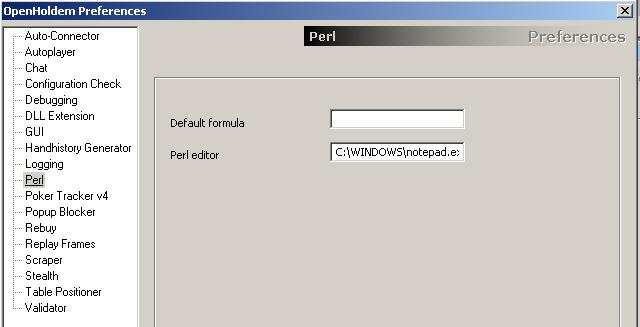 OpenHoldem Preferences
Auto-Connector
Autoplayer
Chat
Configuration Check
Debugging
DLL Extension
GUI
Handhistory Generator
Logging
Perl
Poker Tracker v4
Popup Blocker
Rebuy
Replay Frames
Scraper
Stealth
Table Positioner
Validator
Perl
Preferences
Default formula
Perl editor
C:\WINDOWS\notepad.e